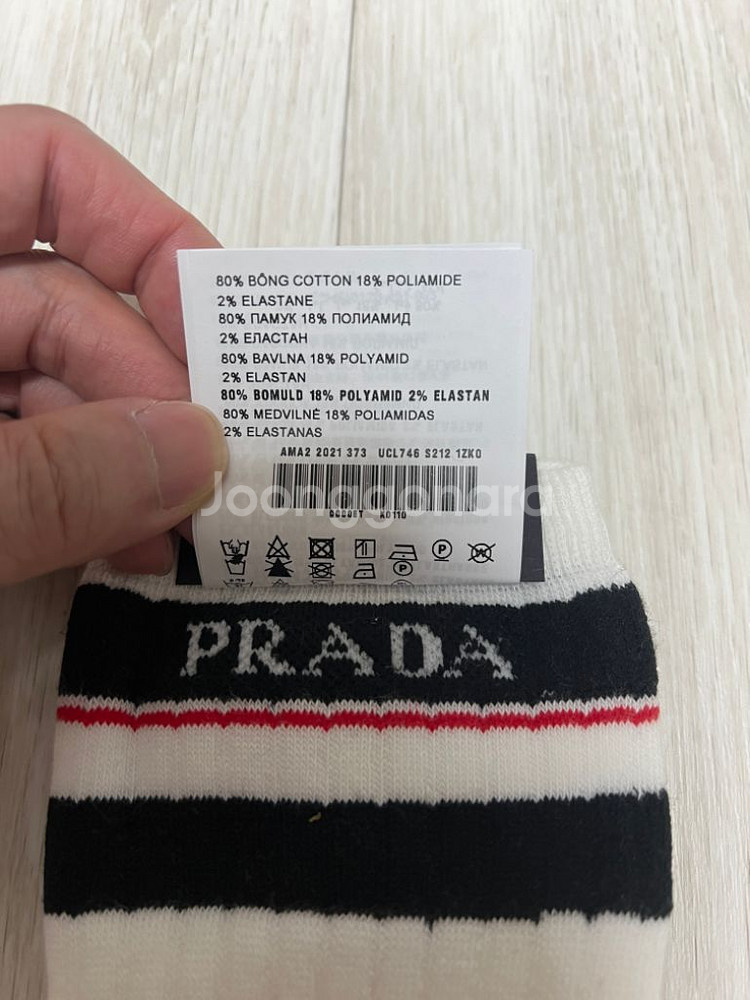 80% BÔNG COTTON 18% POLIAMIDE
2% ELASTANE
80% ПАМУК 18% ПОЛИАМИД
2% ЕЛАСТАН
80% BAVLNA 18% POLYAMID
2% ELASTAN
80% BOMULD 18% POLYAMID 2% ELASTAN
80% MEDVILNĖ 18% POLIAMIDAS
2% ELASTANAS
AMA2 2021 373 UCL746 S212 1ZK0
Joonggonara
P
P
PRADA